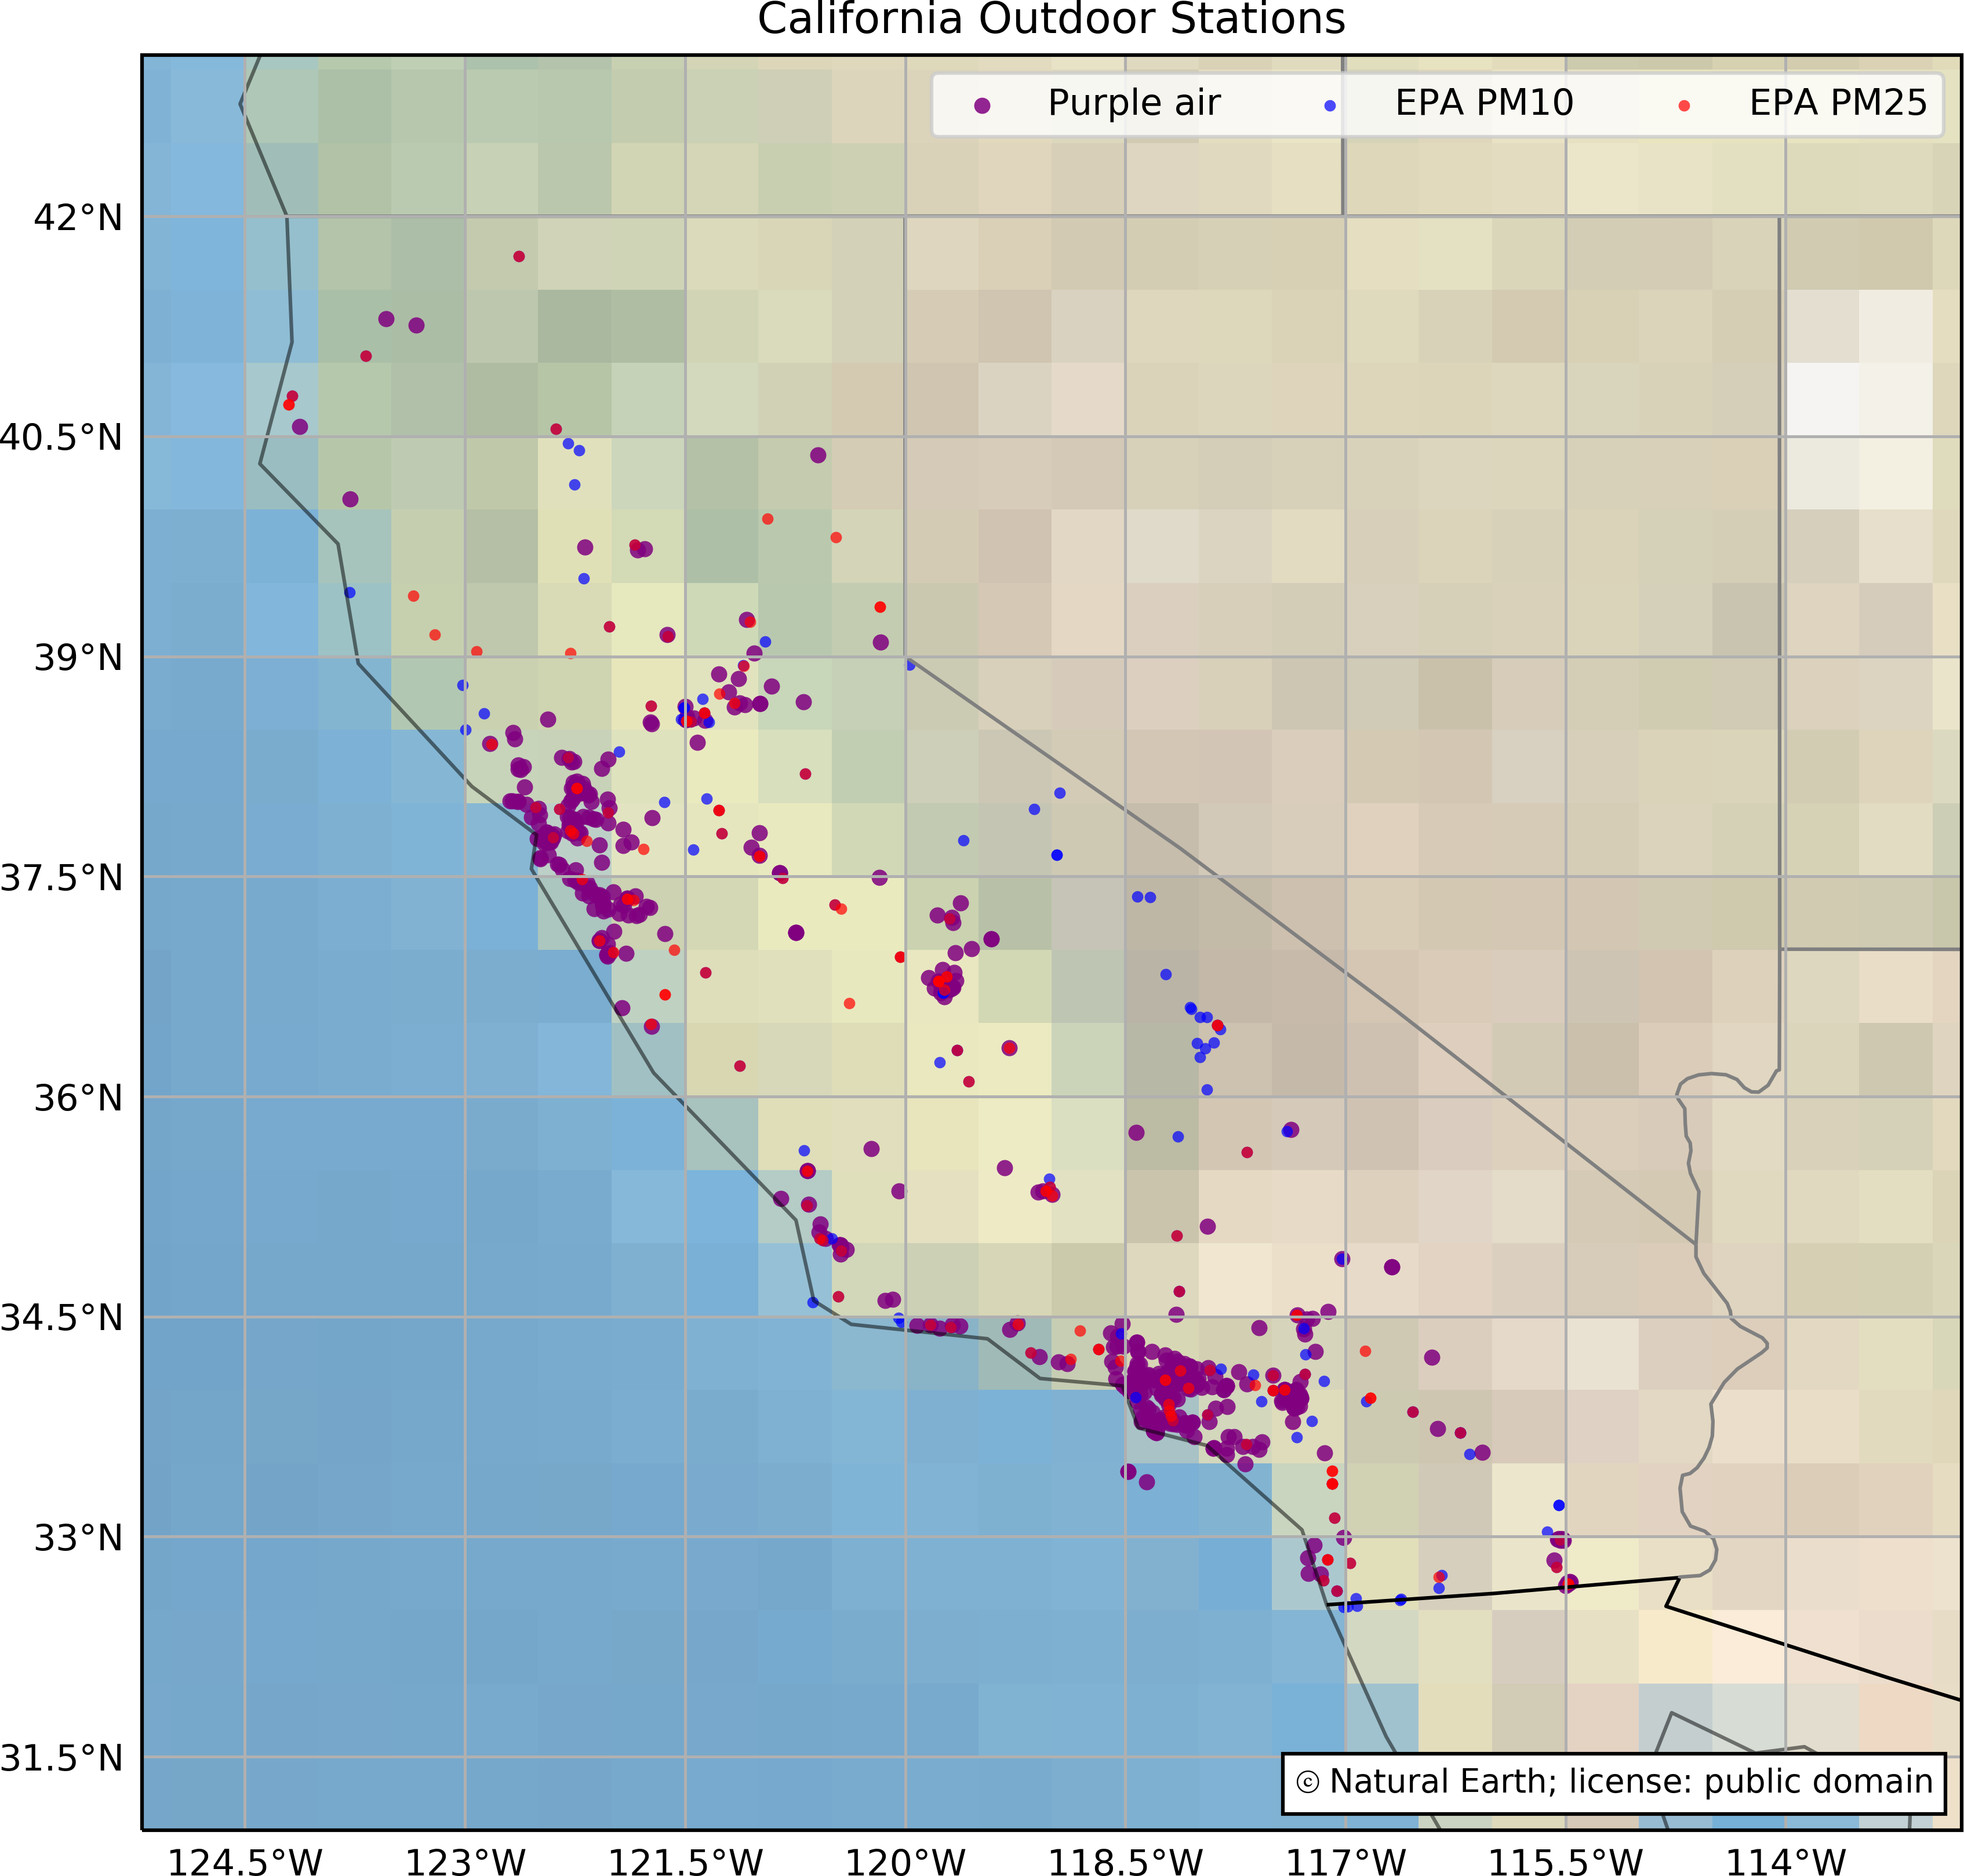 California Outdoor Stations
Purple air EPA PM10 EPA PM25
42°N
40.5°N
39°N
37.5°N
36°N
34.5°N
33°N
31.5°N
© Natural Earth; license: public domain
124.5°W 123°W 121.5°W 120°W 118.5°W 117°W 115.5°W 114°W